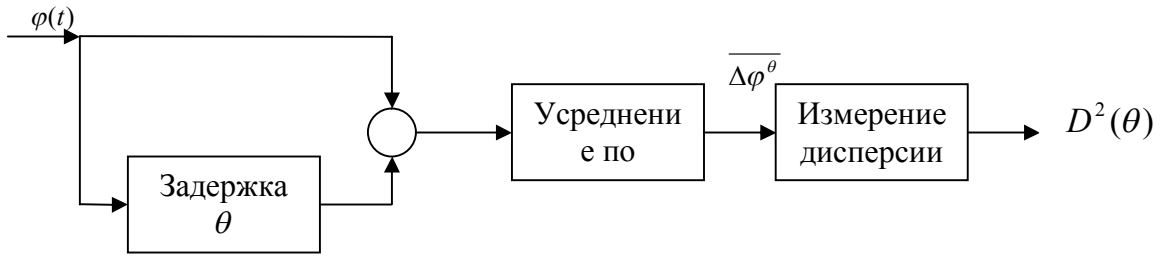 φ(t)
Задержка
θ
Усреднени
е по
Δφ^θ
Измерение
дисперсии
D²(θ)